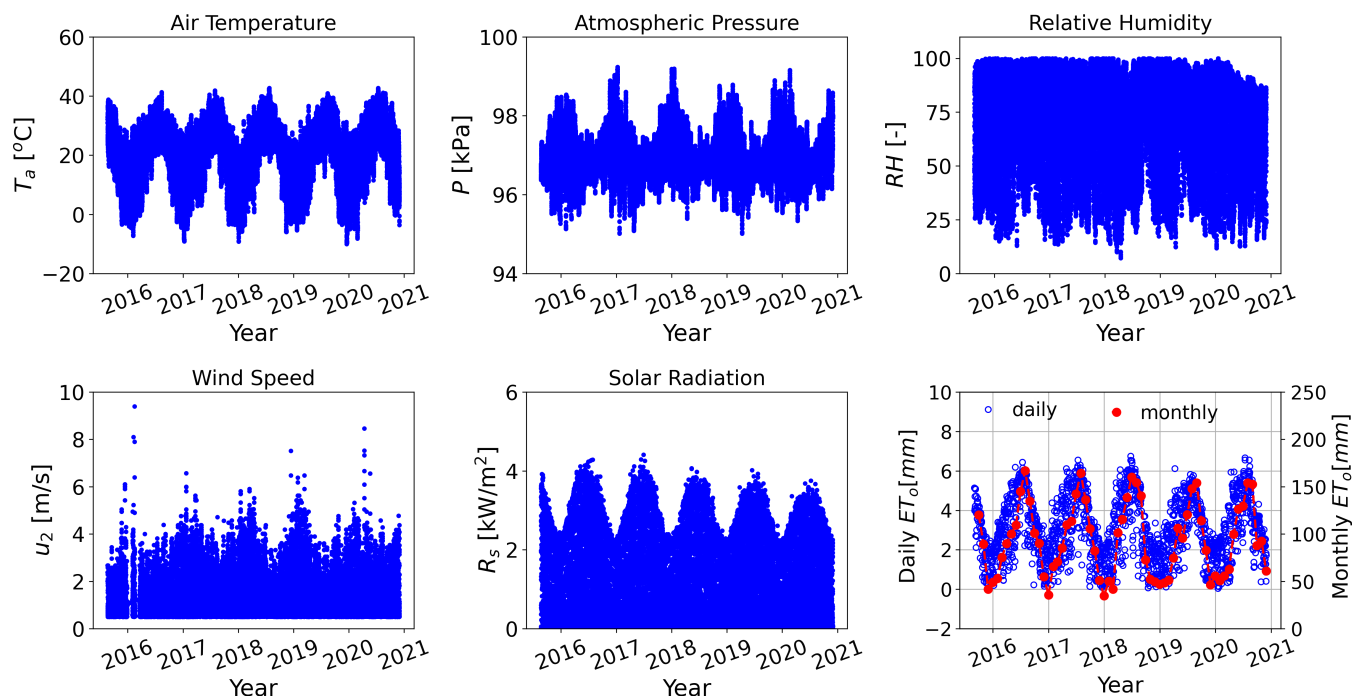 Air Temperature
60
40
20
0
−20
T_a [°C]
2016 2017 2018 2019 2020 2021
Year
Atmospheric Pressure
100
98
96
94
P [kPa]
2016 2017 2018 2019 2020 2021
Year
Relative Humidity
100
75
50
25
0
RH [-]
2016 2017 2018 2019 2020 2021
Year
Wind Speed
10
8
6
4
2
0
u_2 [m/s]
2016 2017 2018 2019 2020 2021
Year
Solar Radiation
6
4
2
0
R_s [kW/m²]
2016 2017 2018 2019 2020 2021
Year
daily monthly
10
8
6
4
2
0
−2
Daily ET_o[mm]
250
200
150
100
50
0
Monthly ET_o[mm]
2016 2017 2018 2019 2020 2021
Year